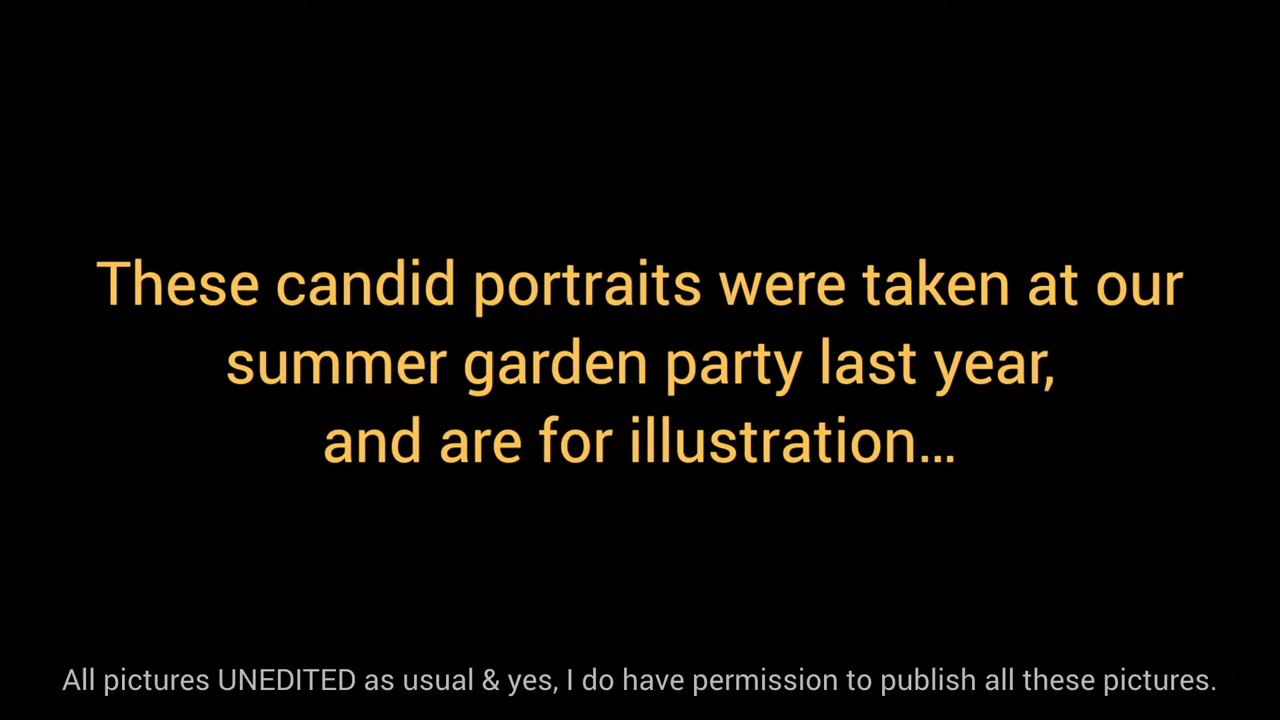 These candid portraits were taken at our
summer garden party last year,
and are for illustration...
All pictures UNEDITED as usual & yes, I do have permission to publish all these pictures.